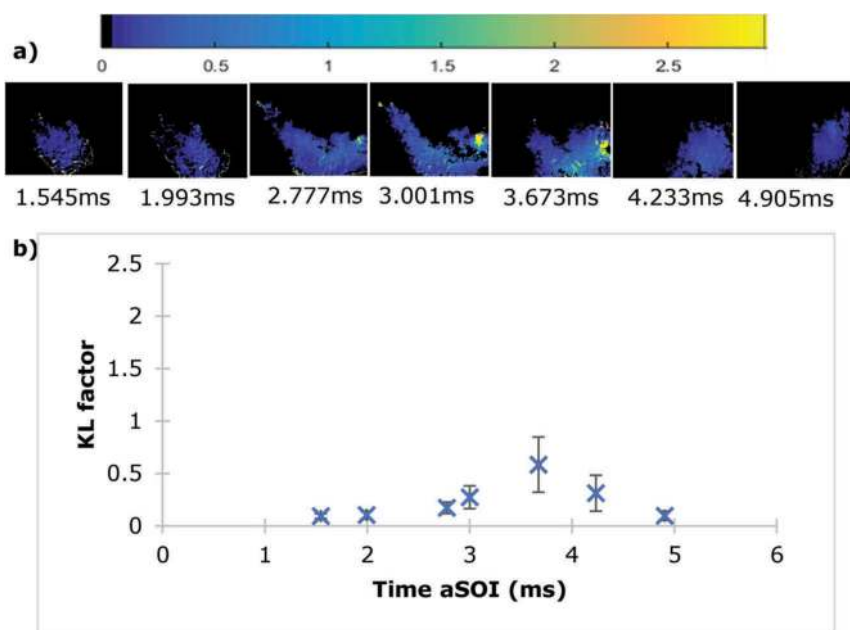 a)
0 0.5 1 1.5 2 2.5
1.545ms 1.993ms 2.777ms 3.001ms 3.673ms 4.233ms 4.905ms
b)
2.5
2
1.5
1
0.5
0
KL factor
0 1 2 3 4 5 6
Time aSOI (ms)